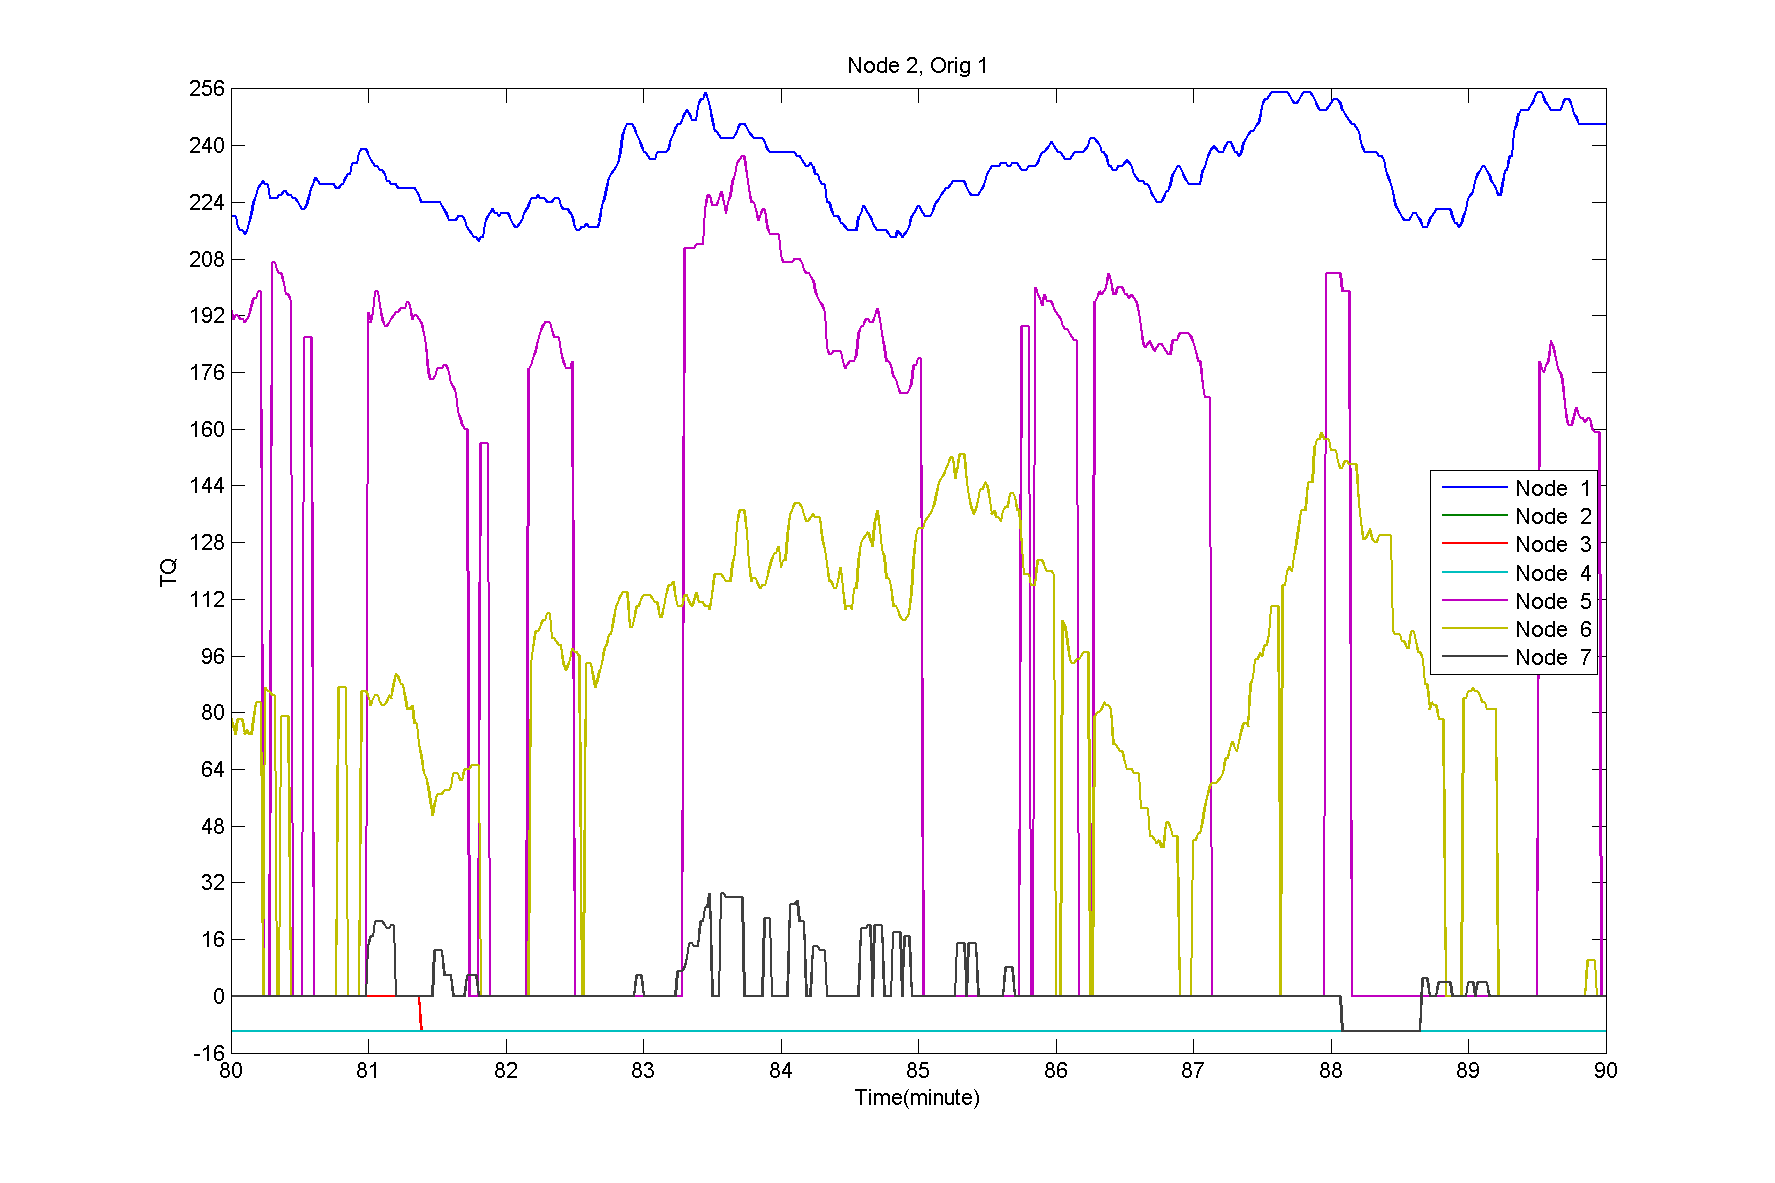 Node 2, Orig 1
256
240
224
208
192
176
160
144
128
112
96
80
64
48
32
16
0
-16
TQ
Node 1
Node 2
Node 3
Node 4
Node 5
Node 6
Node 7
80 81 82 83 84 85 86 87 88 89 90
Time(minute)